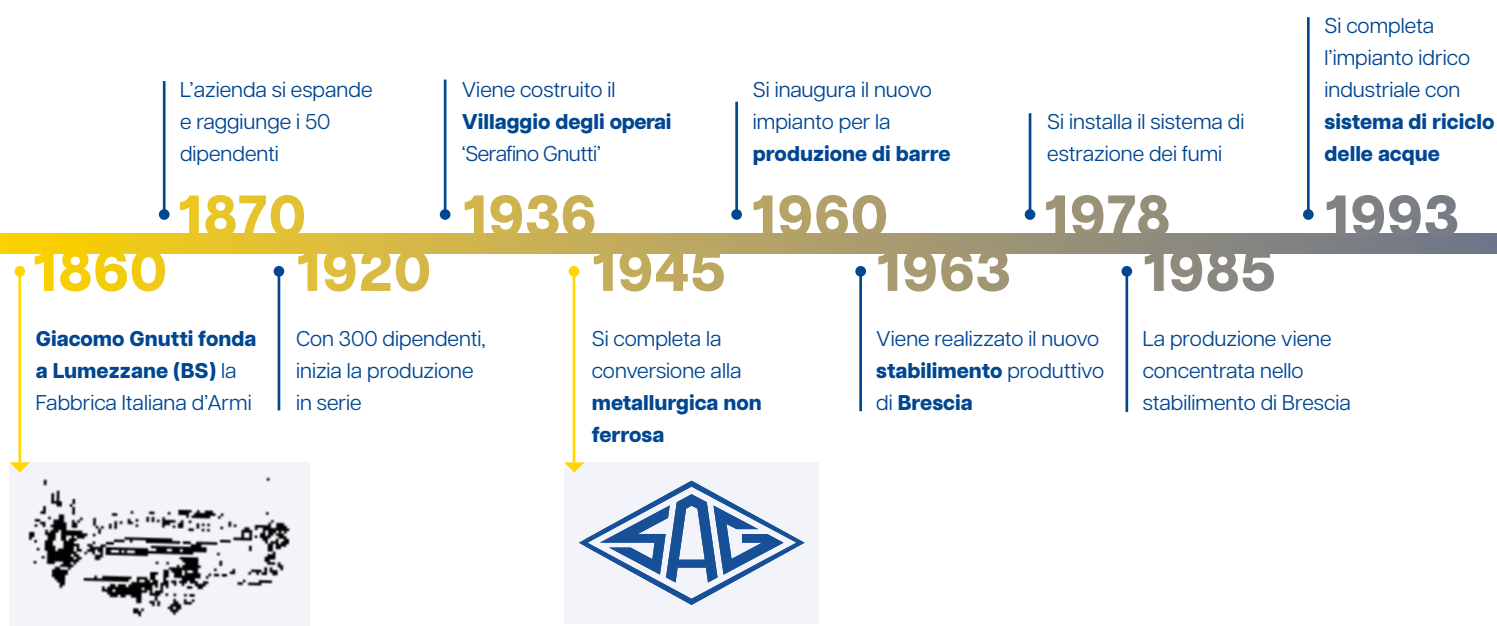 L'azienda si espande
e raggiunge i 50
dipendenti
1870
Viene costruito il
Villaggio degli operai
‘Serafino Gnutti’
1936
Si inaugura il nuovo
impianto per la
produzione di barre
1960
Si installa il sistema di
estrazione dei fumi
1978
Si completa
l’impianto idrico
industriale con
sistema di riciclo
delle acque
1993
1860
Giacomo Gnutti fonda
a Lumezzane (BS) la
Fabbrica Italiana d’Armi
1920
Con 300 dipendenti,
inizia la produzione
in serie
1945
Si completa la
conversione alla
metallurgica non
ferrosa
SAG
1963
Viene realizzato il nuovo
stabilimento produttivo
di Brescia
1985
La produzione viene
concentrata nello
stabilimento di Brescia